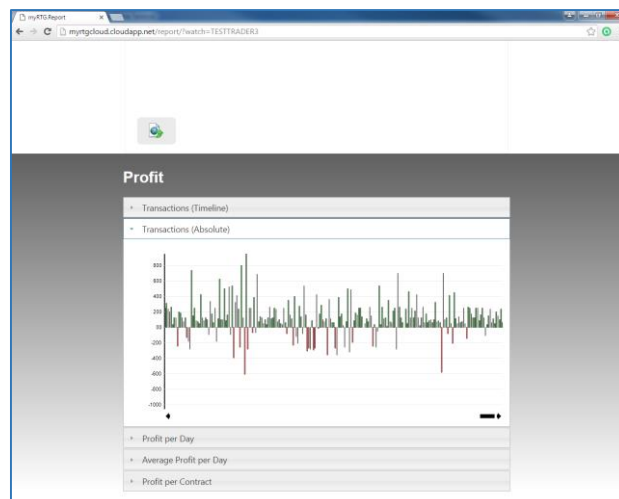 myRTG.Report
myrtgcloud.cloudapp.net/report/?watch=TESTTRADER3
Profit
Transactions (Timeline)
Transactions (Absolute)
800
600
400
200
00
-200
-400
-600
-800
-1000
Profit per Day
Average Profit per Day
Profit per Contract